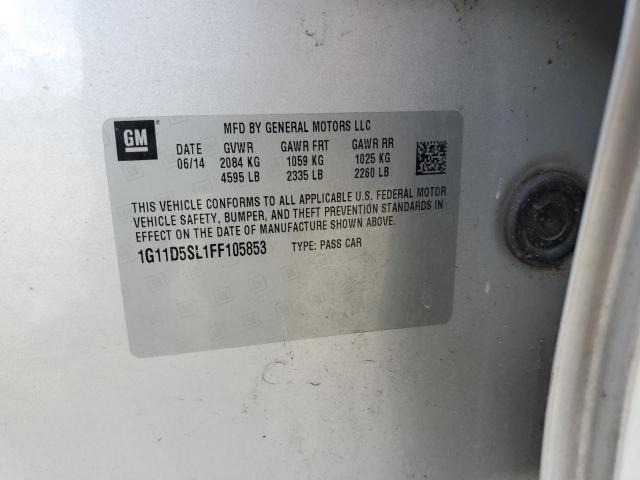 GM
MFD BY GENERAL MOTORS LLC
DATE GVWR GAWR FRT GAWR RR
06/14 2084 KG 1059 KG 1025 KG
4595 LB 2335 LB 2260 LB
THIS VEHICLE CONFORMS TO ALL APPLICABLE U.S. FEDERAL MOTOR
VEHICLE SAFETY, BUMPER, AND THEFT PREVENTION STANDARDS IN
EFFECT ON THE DATE OF MANUFACTURE SHOWN ABOVE.
1G11D5SL1FF105853 TYPE: PASS CAR